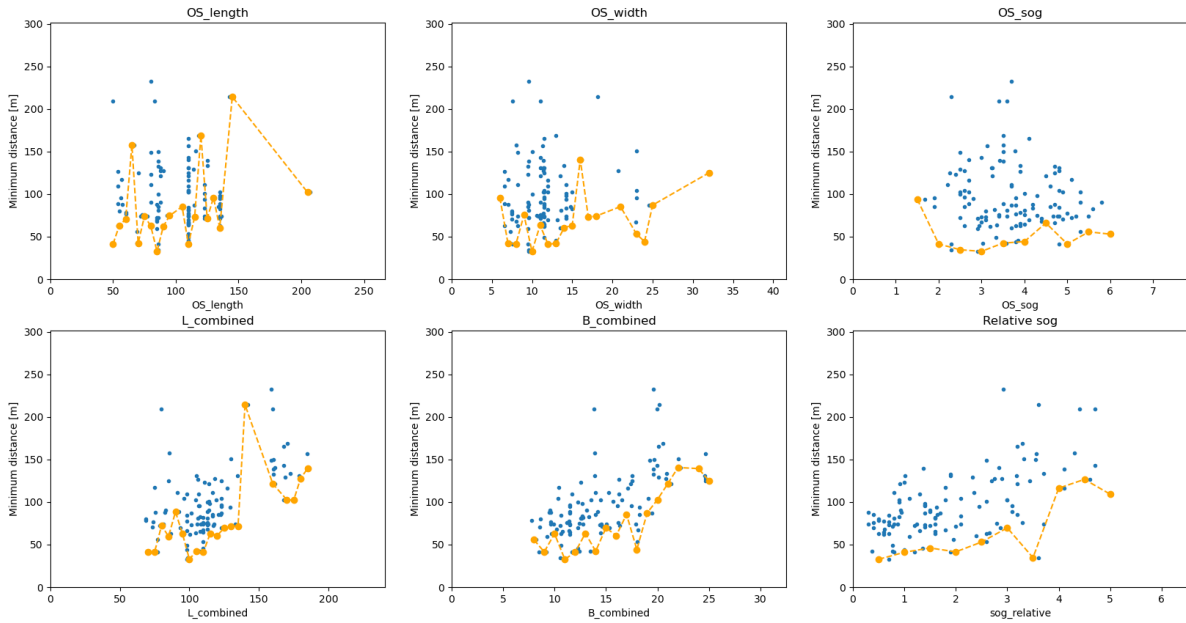 OS_length OS_width OS_sog
300 300 300
250 250 250
200 200 200
150 150 150
100 100 100
50 50 50
0 0 0
Minimum distance [m] Minimum distance [m] Minimum distance [m]
0 50 100 150 200 250 0 5 10 15 20 25 30 35 40 0 1 2 3 4 5 6 7
OS_length OS_width OS_sog
L_combined B_combined Relative sog
300 300 300
250 250 250
200 200 200
150 150 150
100 100 100
50 50 50
0 0 0
Minimum distance [m] Minimum distance [m] Minimum distance [m]
0 50 100 150 200 0 5 10 15 20 25 30 0 1 2 3 4 5 6
L_combined B_combined sog_relative